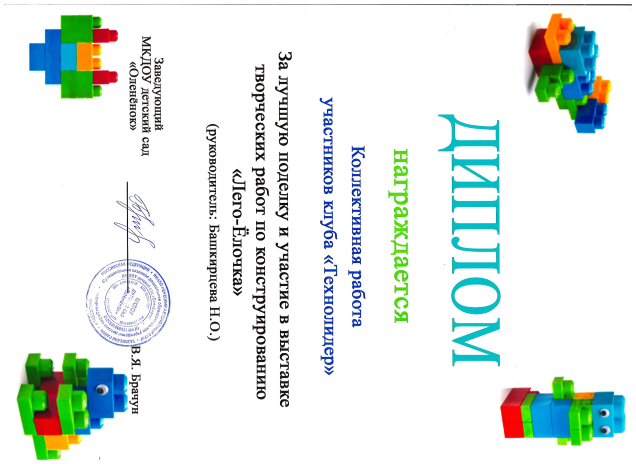 ДИПЛОМ
награждается
Коллективная работа
участников клуба «Технолидер»
За лучшую поделку и участие в выставке
творческих работ по конструированию
«Лего-Ёлочка»
(руководитель: Башкирцева Н.О.)
Заведующий
МКДОУ детский сад
«Оленёнок»
В.Я. Брачун